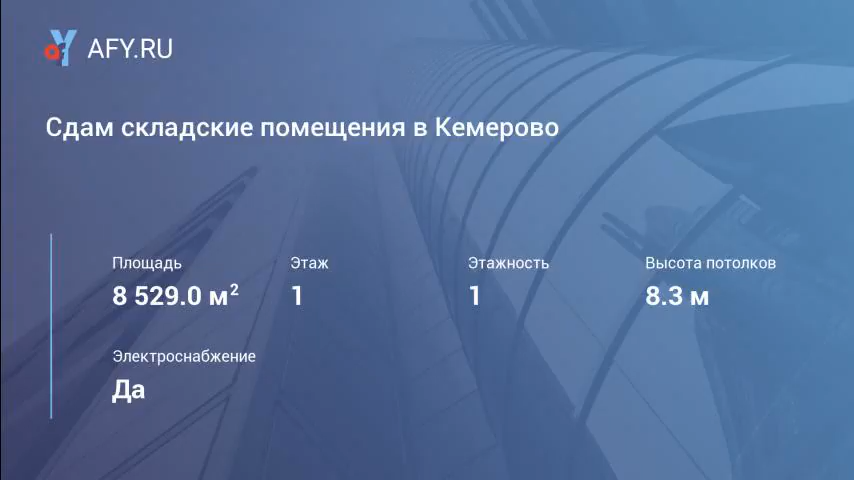 AFY.RU
Сдам складские помещения в Кемерово
Площадь
8 529.0 м²
Этаж
1
Этажность
1
Высота потолков
8.3 м
Электроснабжение
Да